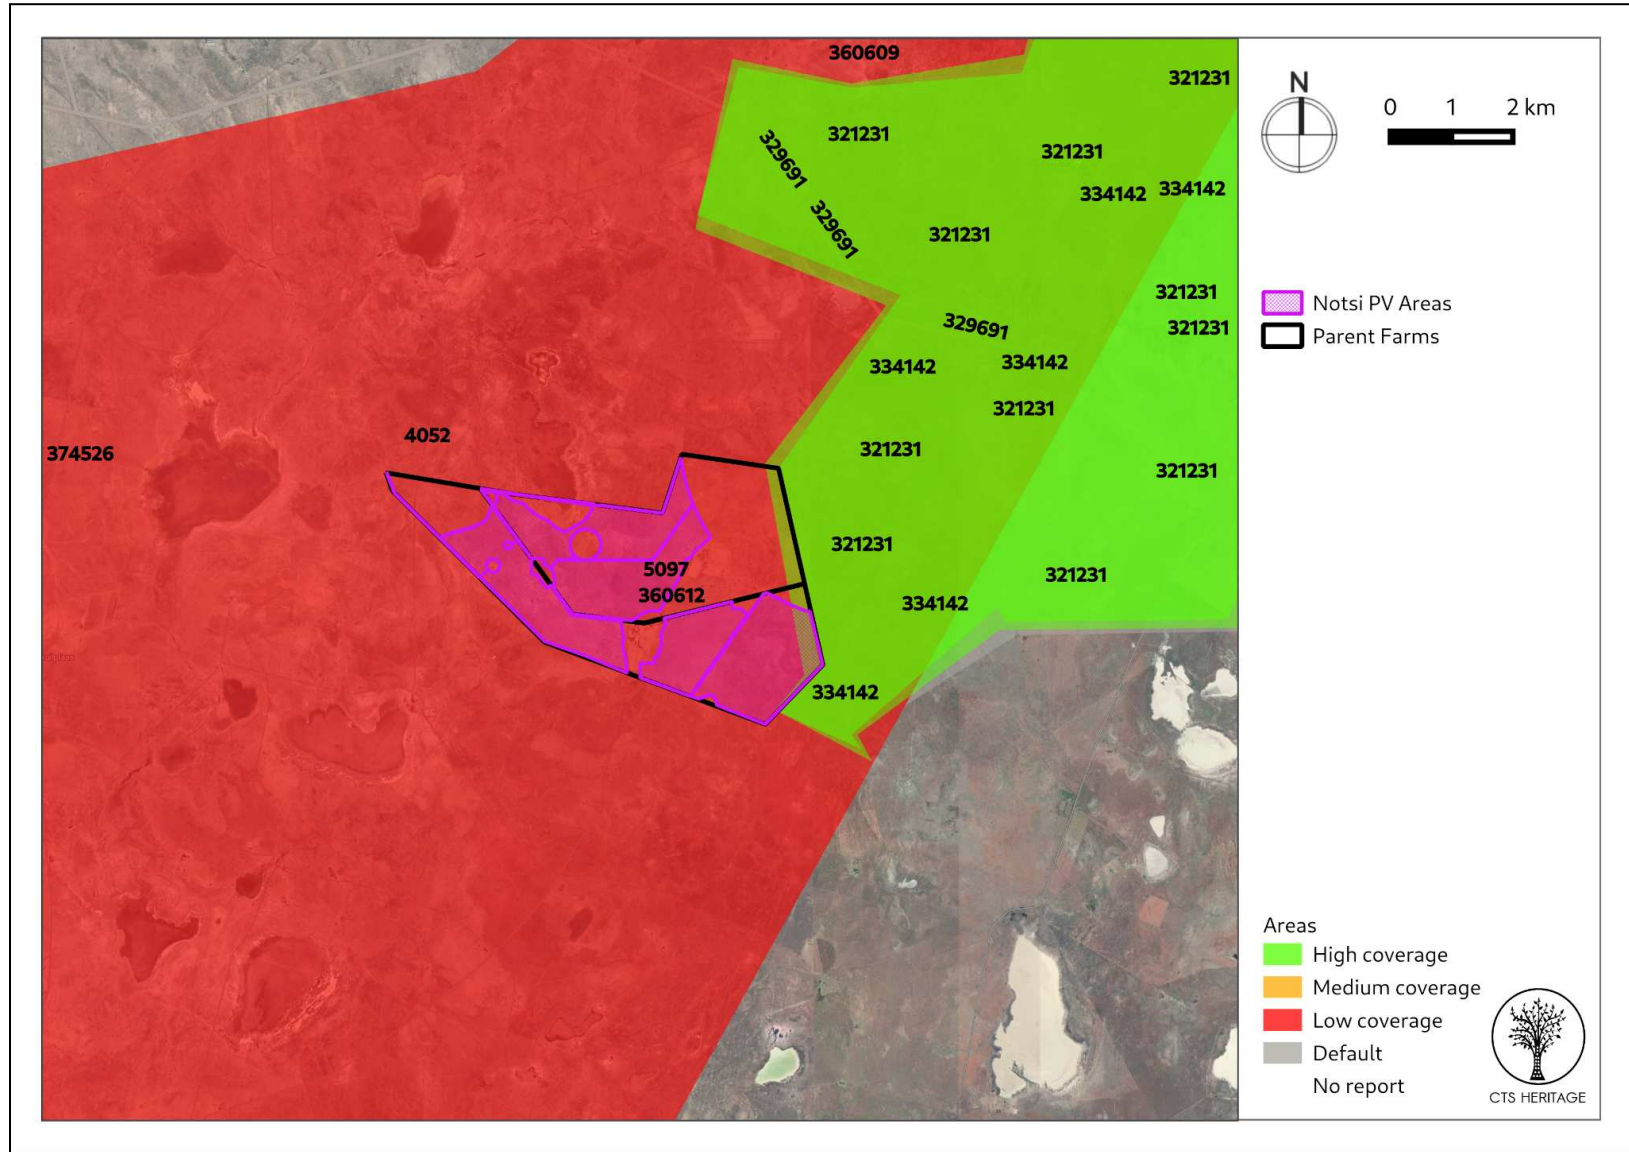 360609
321231
321231
329691
321231
334142
334142
329691
321231
321231
329691
321231
334142
334142
321231
4052
321231
374526
321231
321231
5097
321231
360612
334142
334142
N
0 1 2 km
Notsi PV Areas
Parent Farms
Areas
High coverage
Medium coverage
Low coverage
Default
No report
CTS HERITAGE